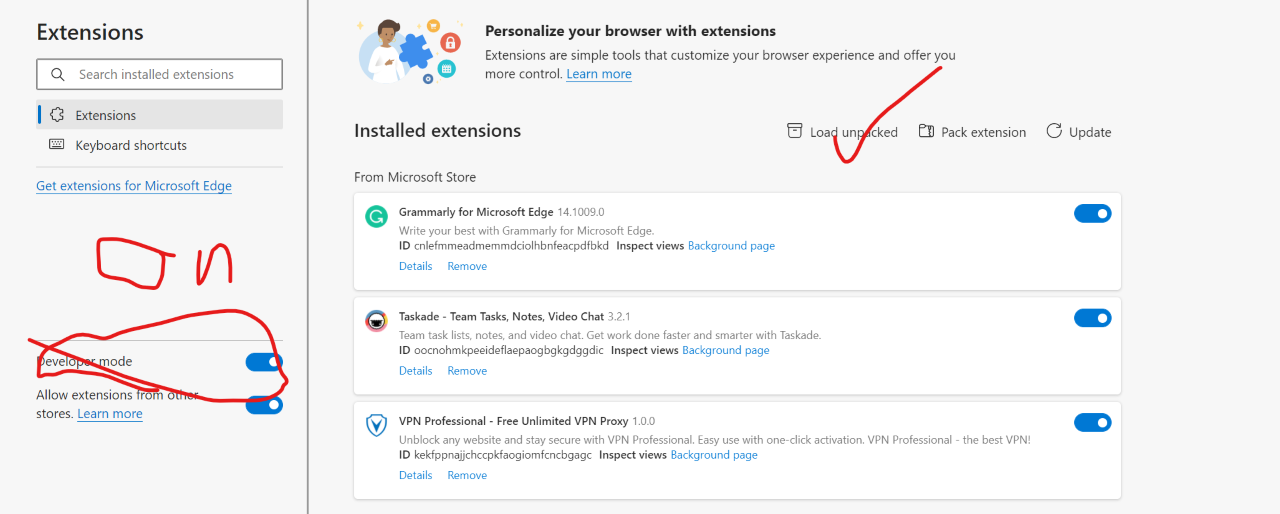 Extensions
Search installed extensions
Extensions
Keyboard shortcuts
Get extensions for Microsoft Edge
on
Developer mode
Allow extensions from other
stores. Learn more
Personalize your browser with extensions
Extensions are simple tools that customize your browser experience and offer you
more control. Learn more
Installed extensions
Load unpacked
Pack extension
Update
From Microsoft Store
Grammarly for Microsoft Edge 14.1009.0
Write your best with Grammarly for Microsoft Edge.
ID cnlefmmeadmemmdciolhbnfeacpdfbkd Inspect views Background page
Details Remove
Taskade - Team Tasks, Notes, Video Chat 3.2.1
Team task lists, notes, and video chat. Get work done faster and smarter with Taskade.
ID oocnohmkpeeideflaepaogbgkgdggdic Inspect views Background page
Details Remove
VPN Professional - Free Unlimited VPN Proxy 1.0.0
Unblock any website and stay secure with VPN Professional. Easy use with one-click activation. VPN Professional - the best VPN!
ID kekfppnajjchccpkfaogiomfcncbgagc Inspect views Background page
Details Remove